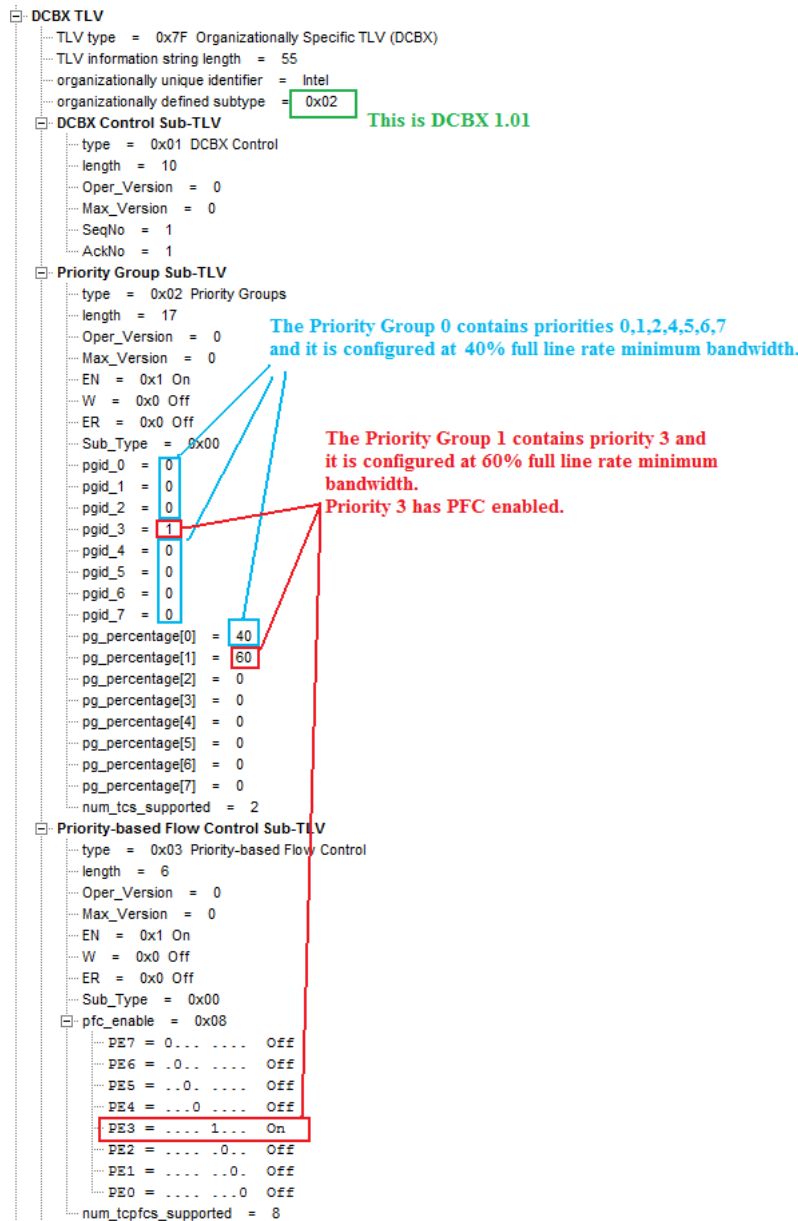 DCBX TLV
TLV type = 0x7F Organizationally Specific TLV (DCBX)
TLV information string length = 55
organizationally unique identifier = Intel
organizationally defined subtype = 0x02
This is DCBX 1.01
DCBX Control Sub-TLV
type = 0x01 DCBX Control
length = 10
Oper_Version = 0
Max_Version = 0
SeqNo = 1
AckNo = 1
Priority Group Sub-TLV
type = 0x02 Priority Groups
length = 17
Oper_Version = 0
Max_Version = 0
The Priority Group 0 contains priorities 0,1,2,4,5,6,7
and it is configured at 40% full line rate minimum bandwidth.
EN = 0x1 On
W = 0x0 Off
ER = 0x0 Off
Sub_Type = 0x00
The Priority Group 1 contains priority 3 and
it is configured at 60% full line rate minimum
bandwidth.
Priority 3 has PFC enabled.
pgid_0 = 0
pgid_1 = 0
pgid_2 = 0
pgid_3 = 1
pgid_4 = 0
pgid_5 = 0
pgid_6 = 0
pgid_7 = 0
pg_percentage[0] = 40
pg_percentage[1] = 60
pg_percentage[2] = 0
pg_percentage[3] = 0
pg_percentage[4] = 0
pg_percentage[5] = 0
pg_percentage[6] = 0
pg_percentage[7] = 0
num_tcs_supported = 2
Priority-based Flow Control Sub-TLV
type = 0x03 Priority-based Flow Control
length = 6
Oper_Version = 0
Max_Version = 0
EN = 0x1 On
W = 0x0 Off
ER = 0x0 Off
Sub_Type = 0x00
pfc_enable = 0x08
PE7 = 0... .... Off
PE6 = .0.. .... Off
PE5 = ..0. .... Off
PE4 = ...0 .... Off
PE3 = .... 1... On
PE2 = .... .0.. Off
PE1 = .... ..0. Off
PE0 = .... ...0 Off
num_tcpfcs_supported = 8